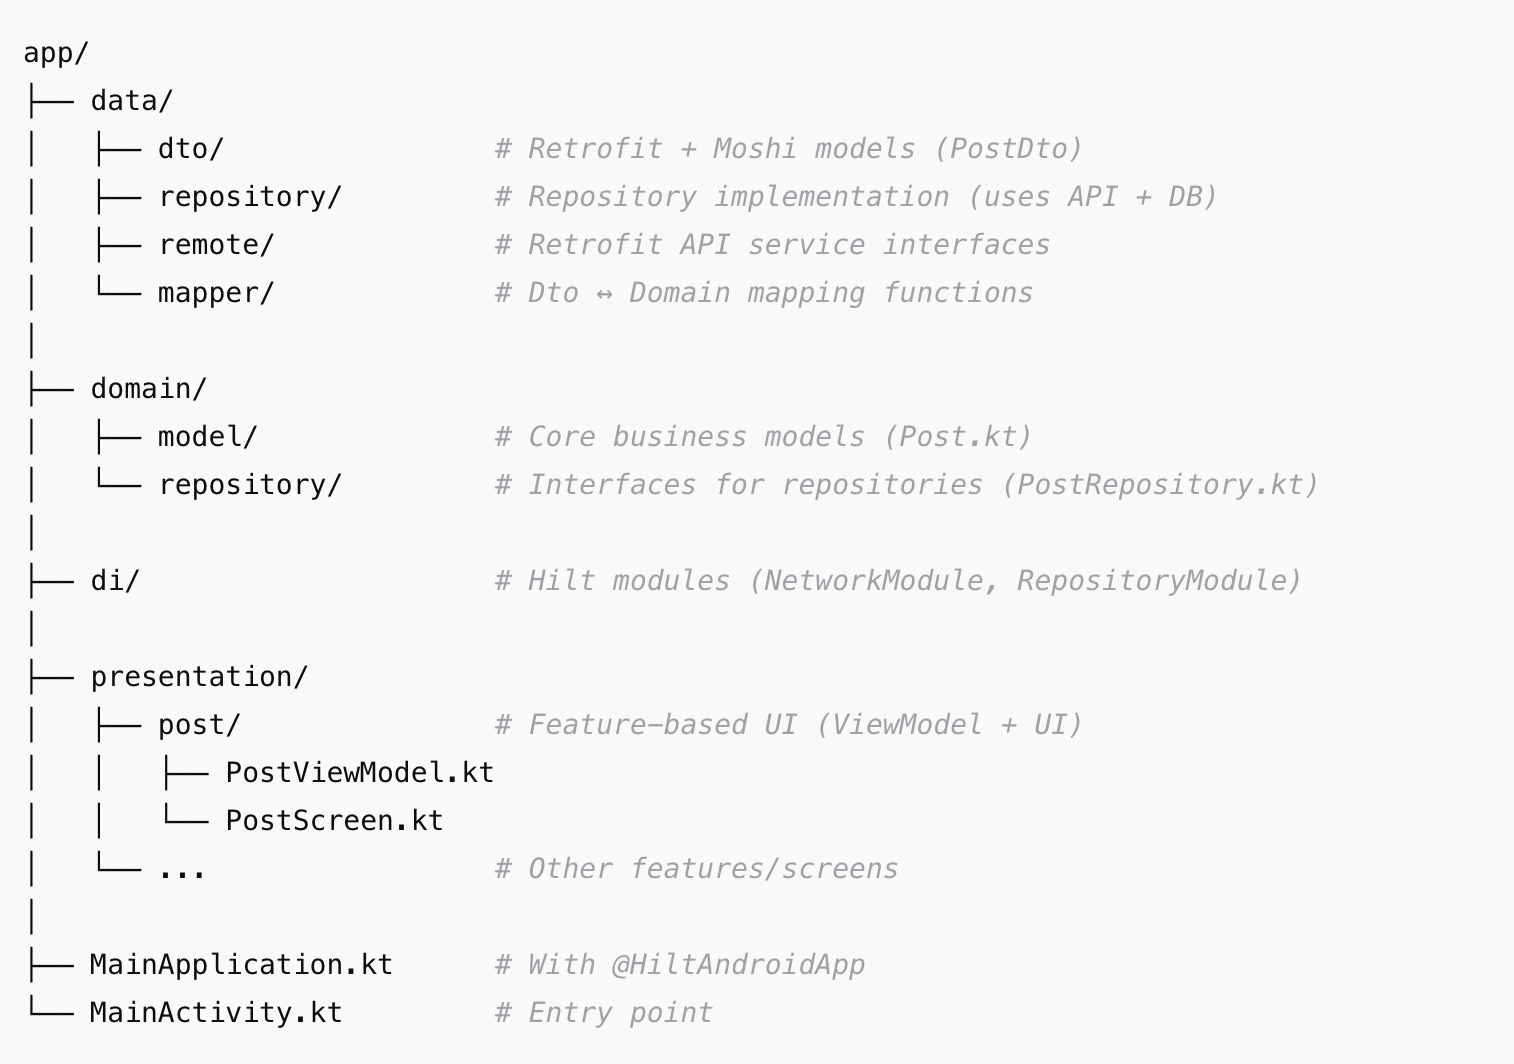 app/
├── data/
│   ├── dto/               # Retrofit + Moshi models (PostDto)
│   ├── repository/        # Repository implementation (uses API + DB)
│   ├── remote/            # Retrofit API service interfaces
│   └── mapper/            # Dto ↔ Domain mapping functions
│
├── domain/
│   ├── model/             # Core business models (Post.kt)
│   └── repository/        # Interfaces for repositories (PostRepository.kt)
│
├── di/                    # Hilt modules (NetworkModule, RepositoryModule)
│
├── presentation/
│   ├── post/              # Feature-based UI (ViewModel + UI)
│   │   ├── PostViewModel.kt
│   │   └── PostScreen.kt
│   └── ...                # Other features/screens
│
├── MainApplication.kt     # With @HiltAndroidApp
└── MainActivity.kt        # Entry point